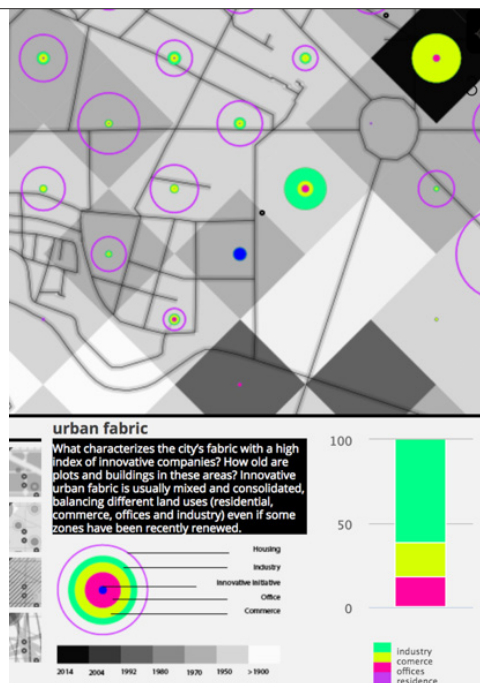 urban fabric
What characterizes the city's fabric with a high
index of innovative companies? How old are
plots and buildings in these areas? Innovative
urban fabric is usually mixed and consolidated,
balancing different land uses (residential,
commerce, offices and industry) even if some
zones have been recently renewed.
Housing
Industry
Innovative initiative
Office
Commerce
2014 2004 1992 1980 1970 1950 >1900
100
50
0
industry
comerce
offices
residence